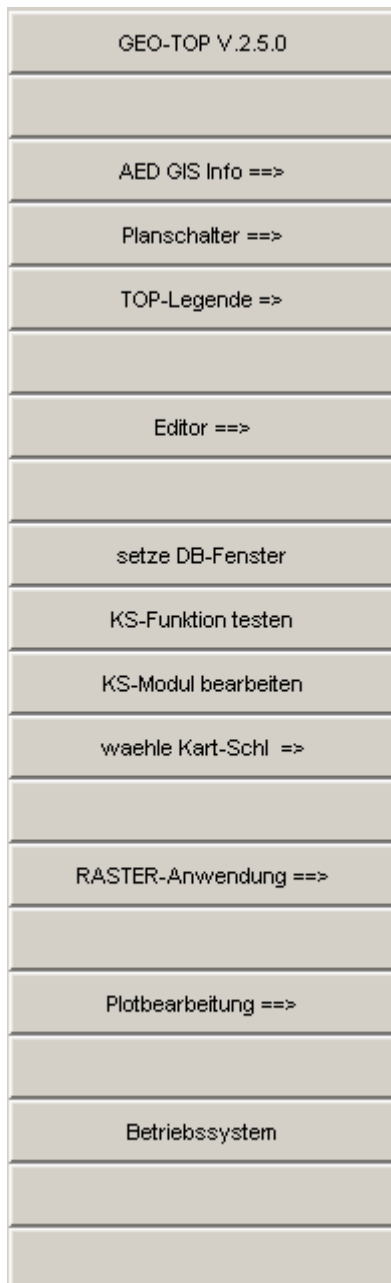 GEO-TOP V.2.5.0
AED GIS Info ==>
Planschalter ==>
TOP-Legende =>
Editor ==>
setze DB-Fenster
KS-Funktion testen
KS-Modul bearbeiten
waehle Kart-Schl  =>
RASTER-Anwendung ==>
Plotbearbeitung ==>
Betriebssystem